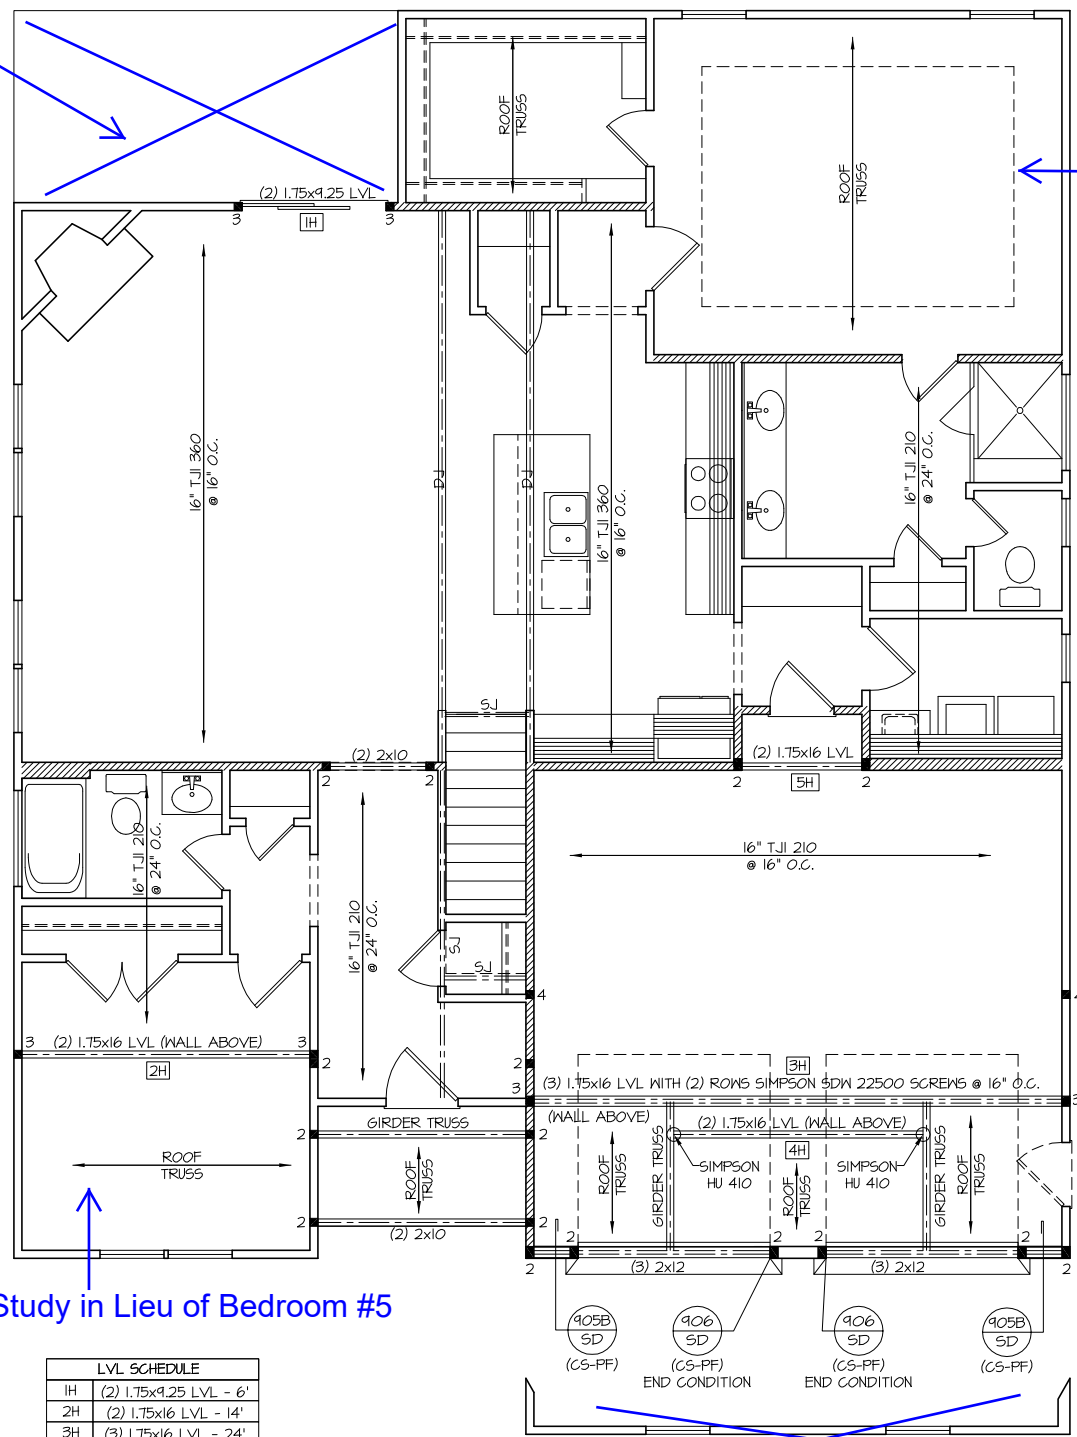 ROOF
TRUSS
ROOF
TRUSS
(2) 1.75x9.25 LVL
3
1H
3
16" TJI 360
@ 16" O.C.
DJ
DJ
16" TJI 360
@ 16" O.C.
16" TJI 210
@ 24" O.C.
SJ
(2) 2x10
2
2
(2) 1.75x16 LVL
2
5H
2
16" TJI 210
@ 24" O.C.
16" TJI 210
@ 16" O.C.
16" TJI 210
@ 24" O.C.
SJ
SJ
4
3
(2) 1.75x16 LVL (WALL ABOVE)
3
2H
2
2
3H
3
(3) 1.75x16 LVL WITH (2) ROWS SIMPSON SDW 22500 SCREWS @ 16" O.C.
3
(WALL ABOVE)
GIRDER TRUSS
(2) 1.75x16 LVL (WALL ABOVE)
2
2
4H
ROOF
TRUSS
ROOF
TRUSS
ROOF
TRUSS
GIRDER TRUSS
SIMPSON
HU 410
ROOF
TRUSS
SIMPSON
HU 410
GIRDER TRUSS
ROOF
TRUSS
2
2
(2) 2x10
2
2
2
2
2
2
(3) 2x12
(3) 2x12
Study in Lieu of Bedroom #5
905B
SD
(CS-PF)
906
SD
(CS-PF)
END CONDITION
906
SD
(CS-PF)
END CONDITION
905B
SD
(CS-PF)
LVL SCHEDULE
1H (2) 1.75x9.25 LVL - 6'
2H (2) 1.75x16 LVL - 14'
3H (3) 1.75x16 LVL - 24'